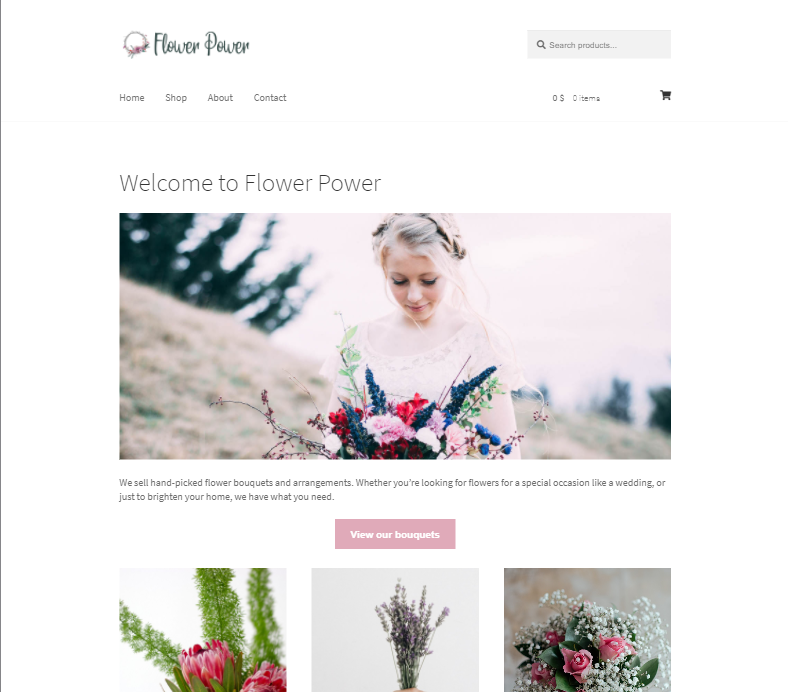 Flower Power
Search products...
Home Shop About Contact 0 $ 0 items
Welcome to Flower Power
We sell hand-picked flower bouquets and arrangements. Whether you're looking for flowers for a special occasion like a wedding, or
just to brighten your home, we have what you need.
View our bouquets